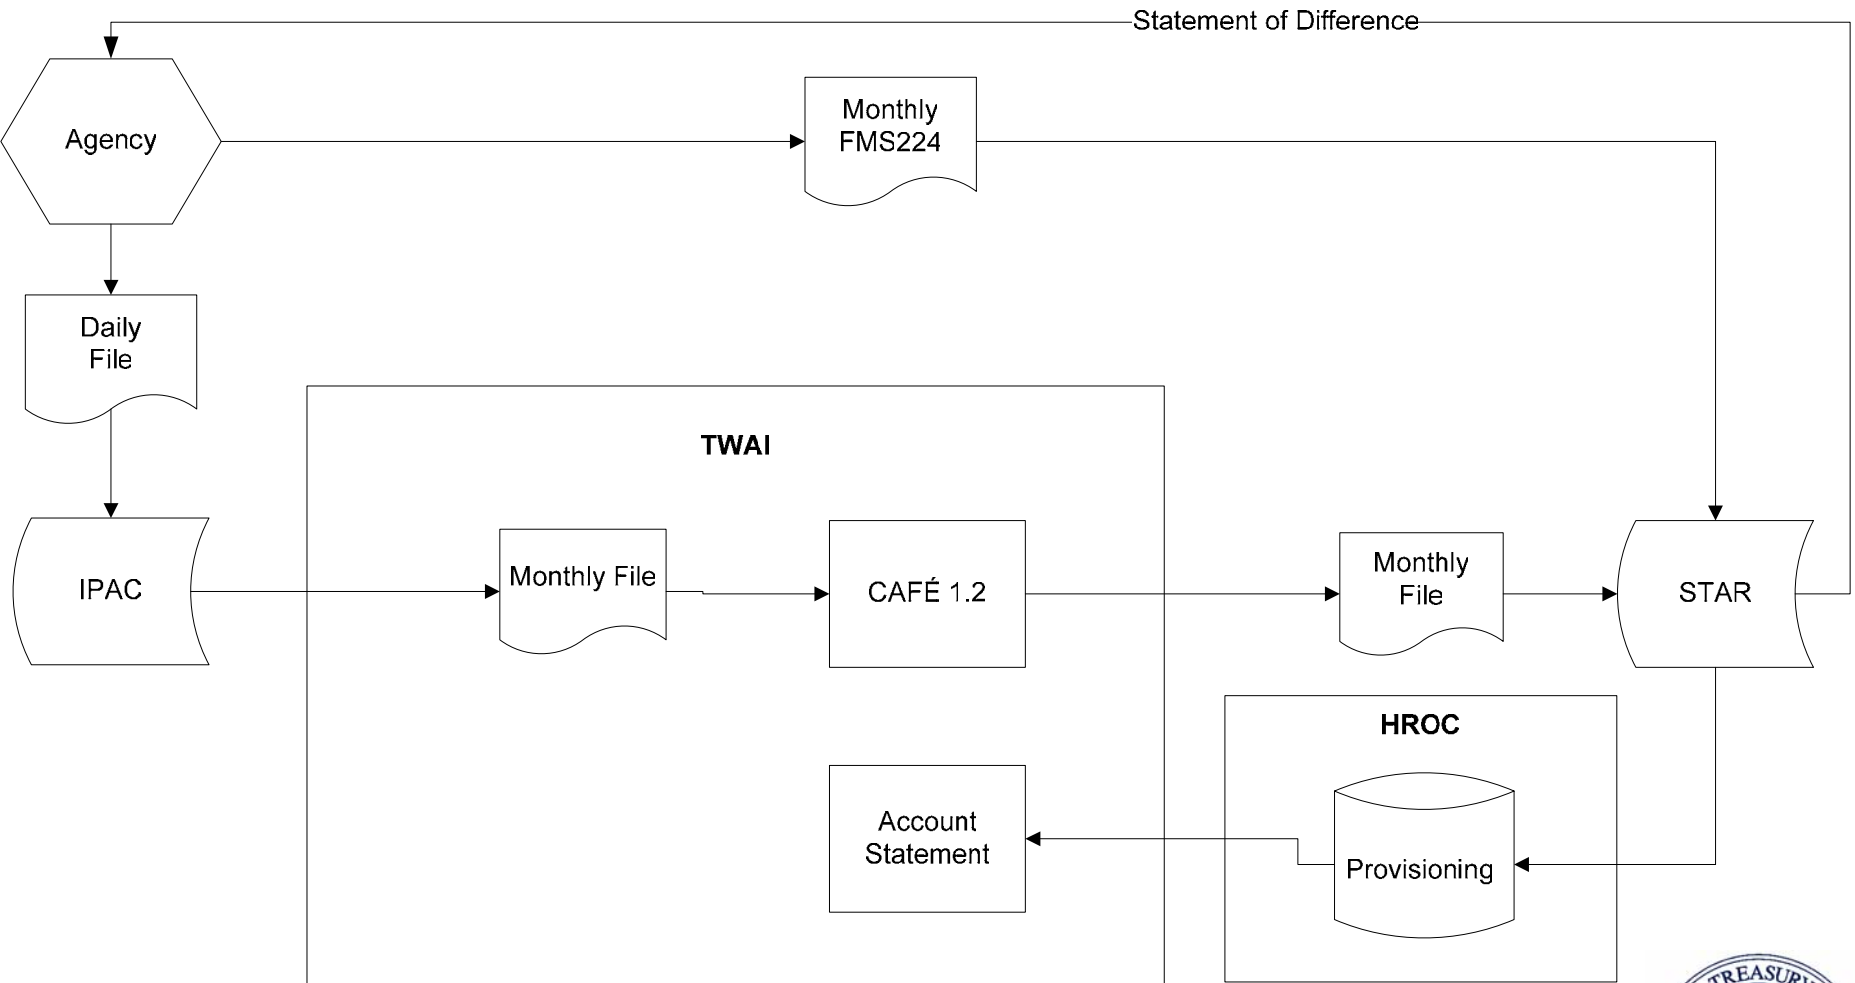 Statement of Difference
Agency
Monthly
FMS224
Daily
File
TWAI
IPAC
Monthly File
CAFÉ 1.2
Monthly
File
STAR
HROC
Account
Statement
Provisioning
TREASURY